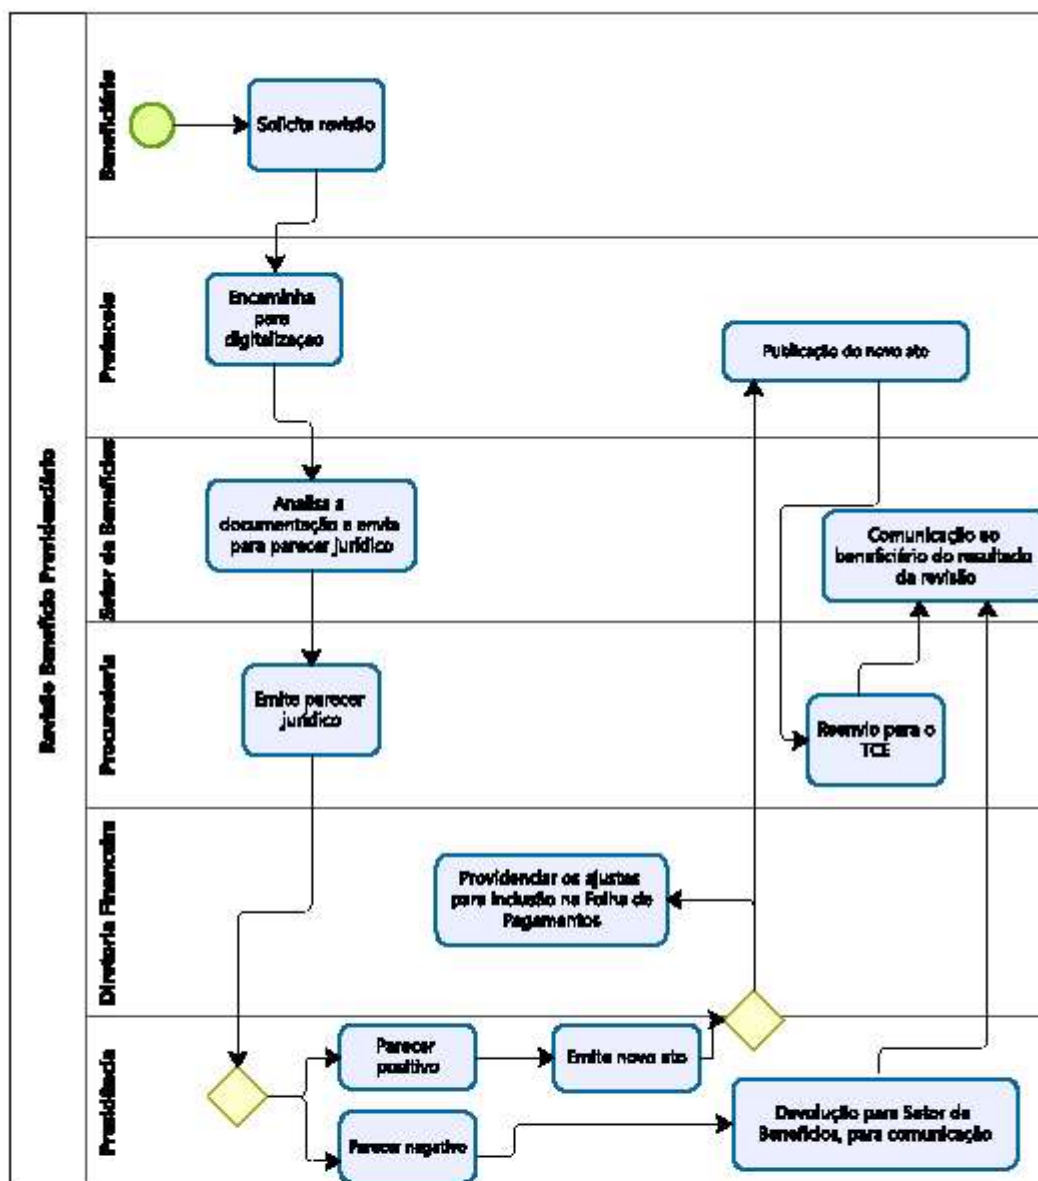 Revisão Benefício Previdenciário
Beneficiário
Solicita revisão
Protocolo
Encaminha
para
digitalizaçao
Publicação do novo ato
Setor de Benefícios
Analisa a
documentação e envia
para parecer jurídico
Comunicação ao
beneficiário do resultado
da revisão
Procuradoria
Emite parecer
jurídico
Reenvio para o
TCE
Diretoria Financeira
Providenciar os ajustes
para inclusão na Folha de
Pagamentos
Presidência
Parecer
positivo
Emite novo ato
Parecer negativo
Devolução para Setor de
Benefícios, para comunicação